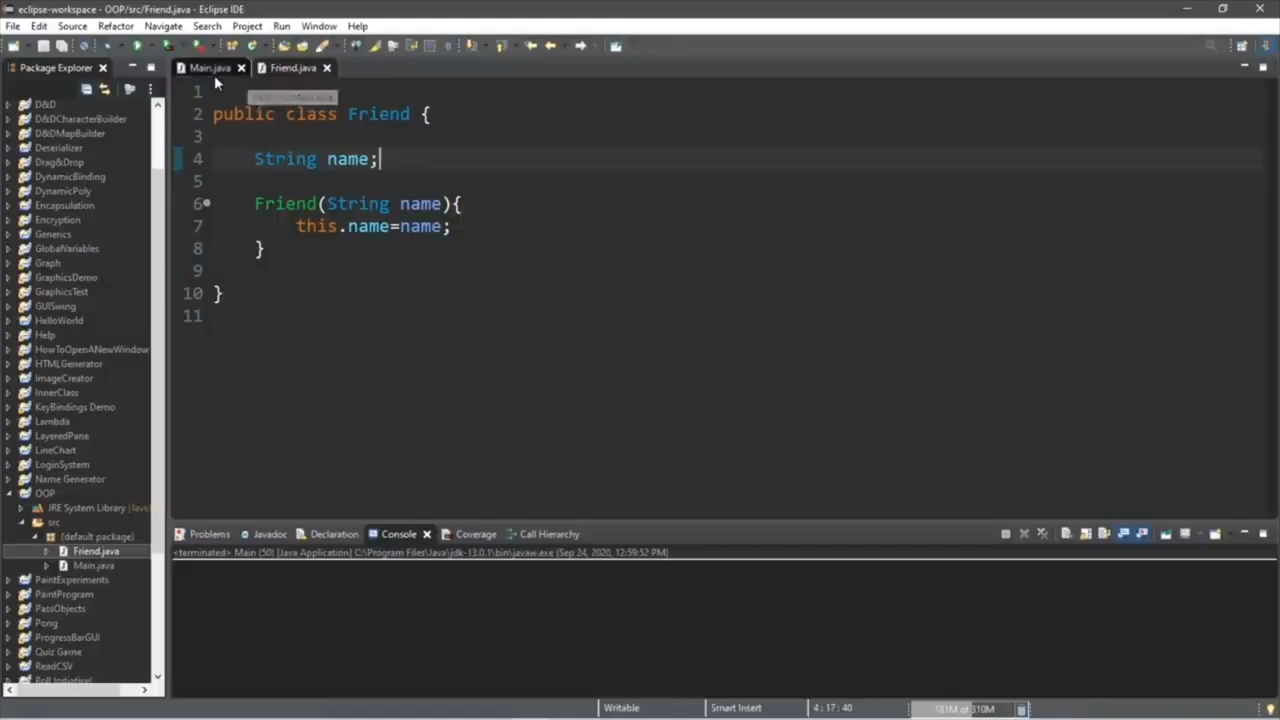 eclipse-workspace - OOP/src/Friend.java - Eclipse IDE
File Edit Source Refactor Navigate Search Project Run Window Help
Package Explorer
Main.java
Friend.java
D&D
D&DCharacterBuilder
D&DMapBuilder
Deserializer
Drag&Drop
DynamicBinding
DynamicPoly
Encapsulation
Encryption
Generics
GlobalVariables
Graph
GraphicsDemo
GraphicsTest
GUISwing
HelloWorld
Help
HowToOpenANewWindow
HTMLGenerator
ImageCreator
InnerClass
KeyBindings Demo
Lambda
LayeredPane
LineChart
LoginSystem
Name Generator
OOP
JRE System Library
src
(default package)
Friend.java
Main.java
PaintExperiments
PaintProgram
PassObjects
Pong
ProgressBarGUI
Quiz Game
ReadCSV
1
2 public class Friend {
3
4 String name;
5
6 Friend(String name){
7 this.name=name;
8 }
9
10 }
11
Problems Javadoc Declaration Console Coverage Call Hierarchy
<terminated> Main (50) [Java Application] C:\Program Files\Java\jdk-13.0.1\bin\javaw.exe (Sep 24, 2020, 12:59:52 PM)
Writable Smart Insert 4 : 17 : 40 181M of 310M